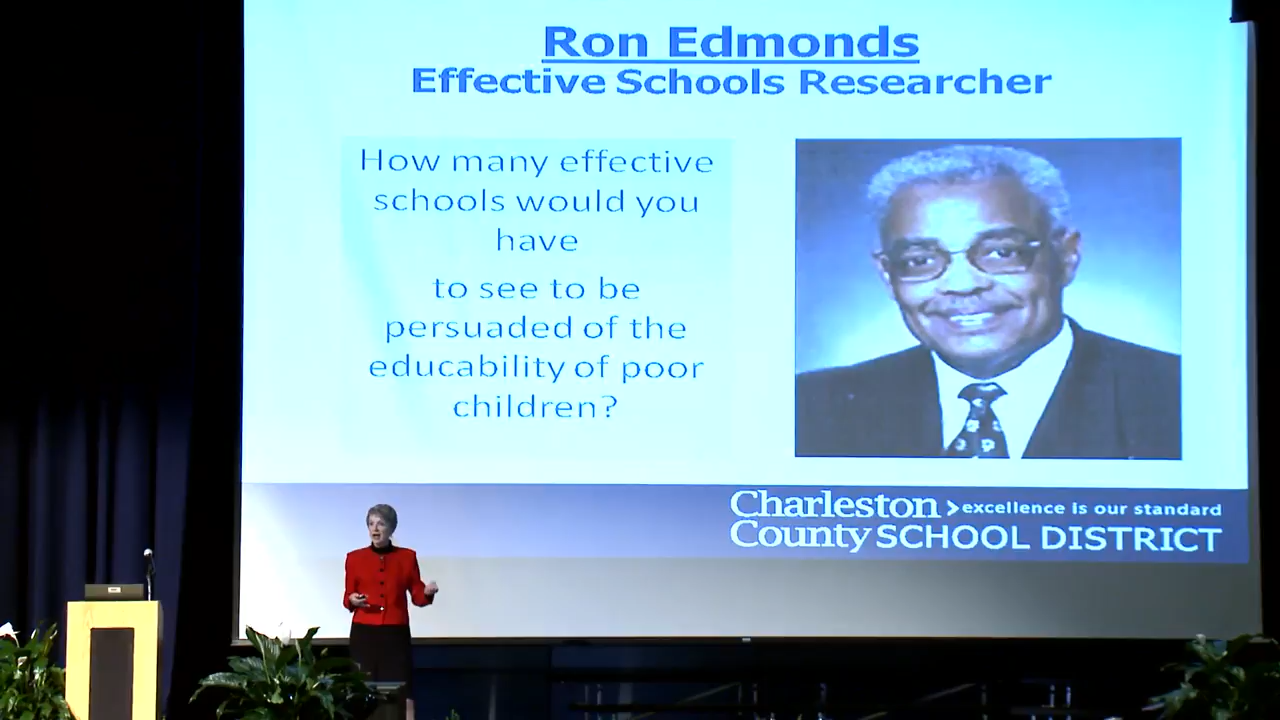 Ron Edmonds
Effective Schools Researcher
How many effective
schools would you
have
to see to be
persuaded of the
educability of poor
children?
Charleston >excellence is our standard
County SCHOOL DISTRICT